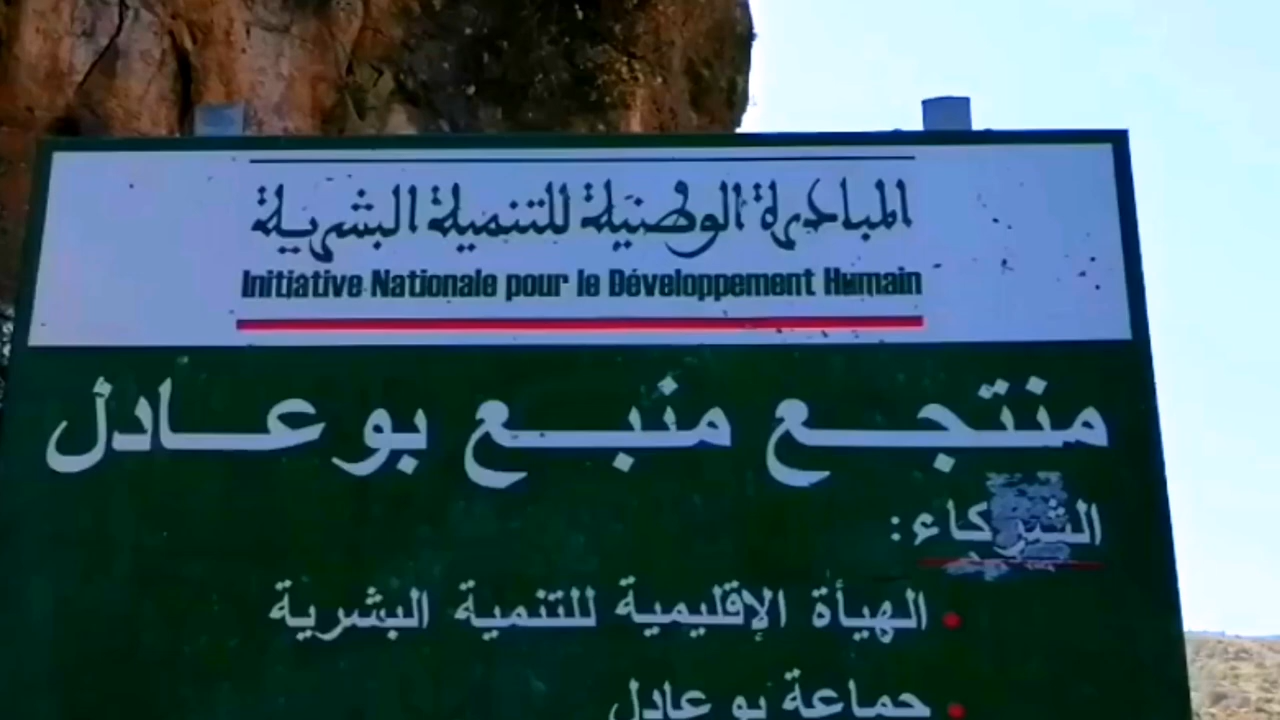 المبادرة الوطنية للتنمية البشرية
Initiative Nationale pour le Développement Humain
منتجع منبع بوعادل
الشركاء:
الهيأة الإقليمية للتنمية البشرية
جماعة بوعادل